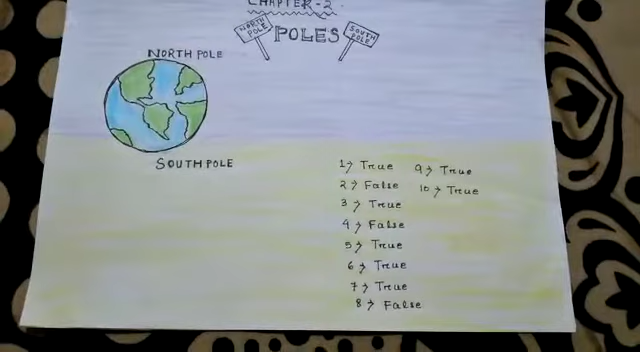 CHAPTER-2
NORTH POLE
POLES
SOUTH POLE
NORTH POLE
SOUTH POLE
1> True
2> False
3> True
4> False
5> True
6> True
7> True
8> False
9> True
10> True